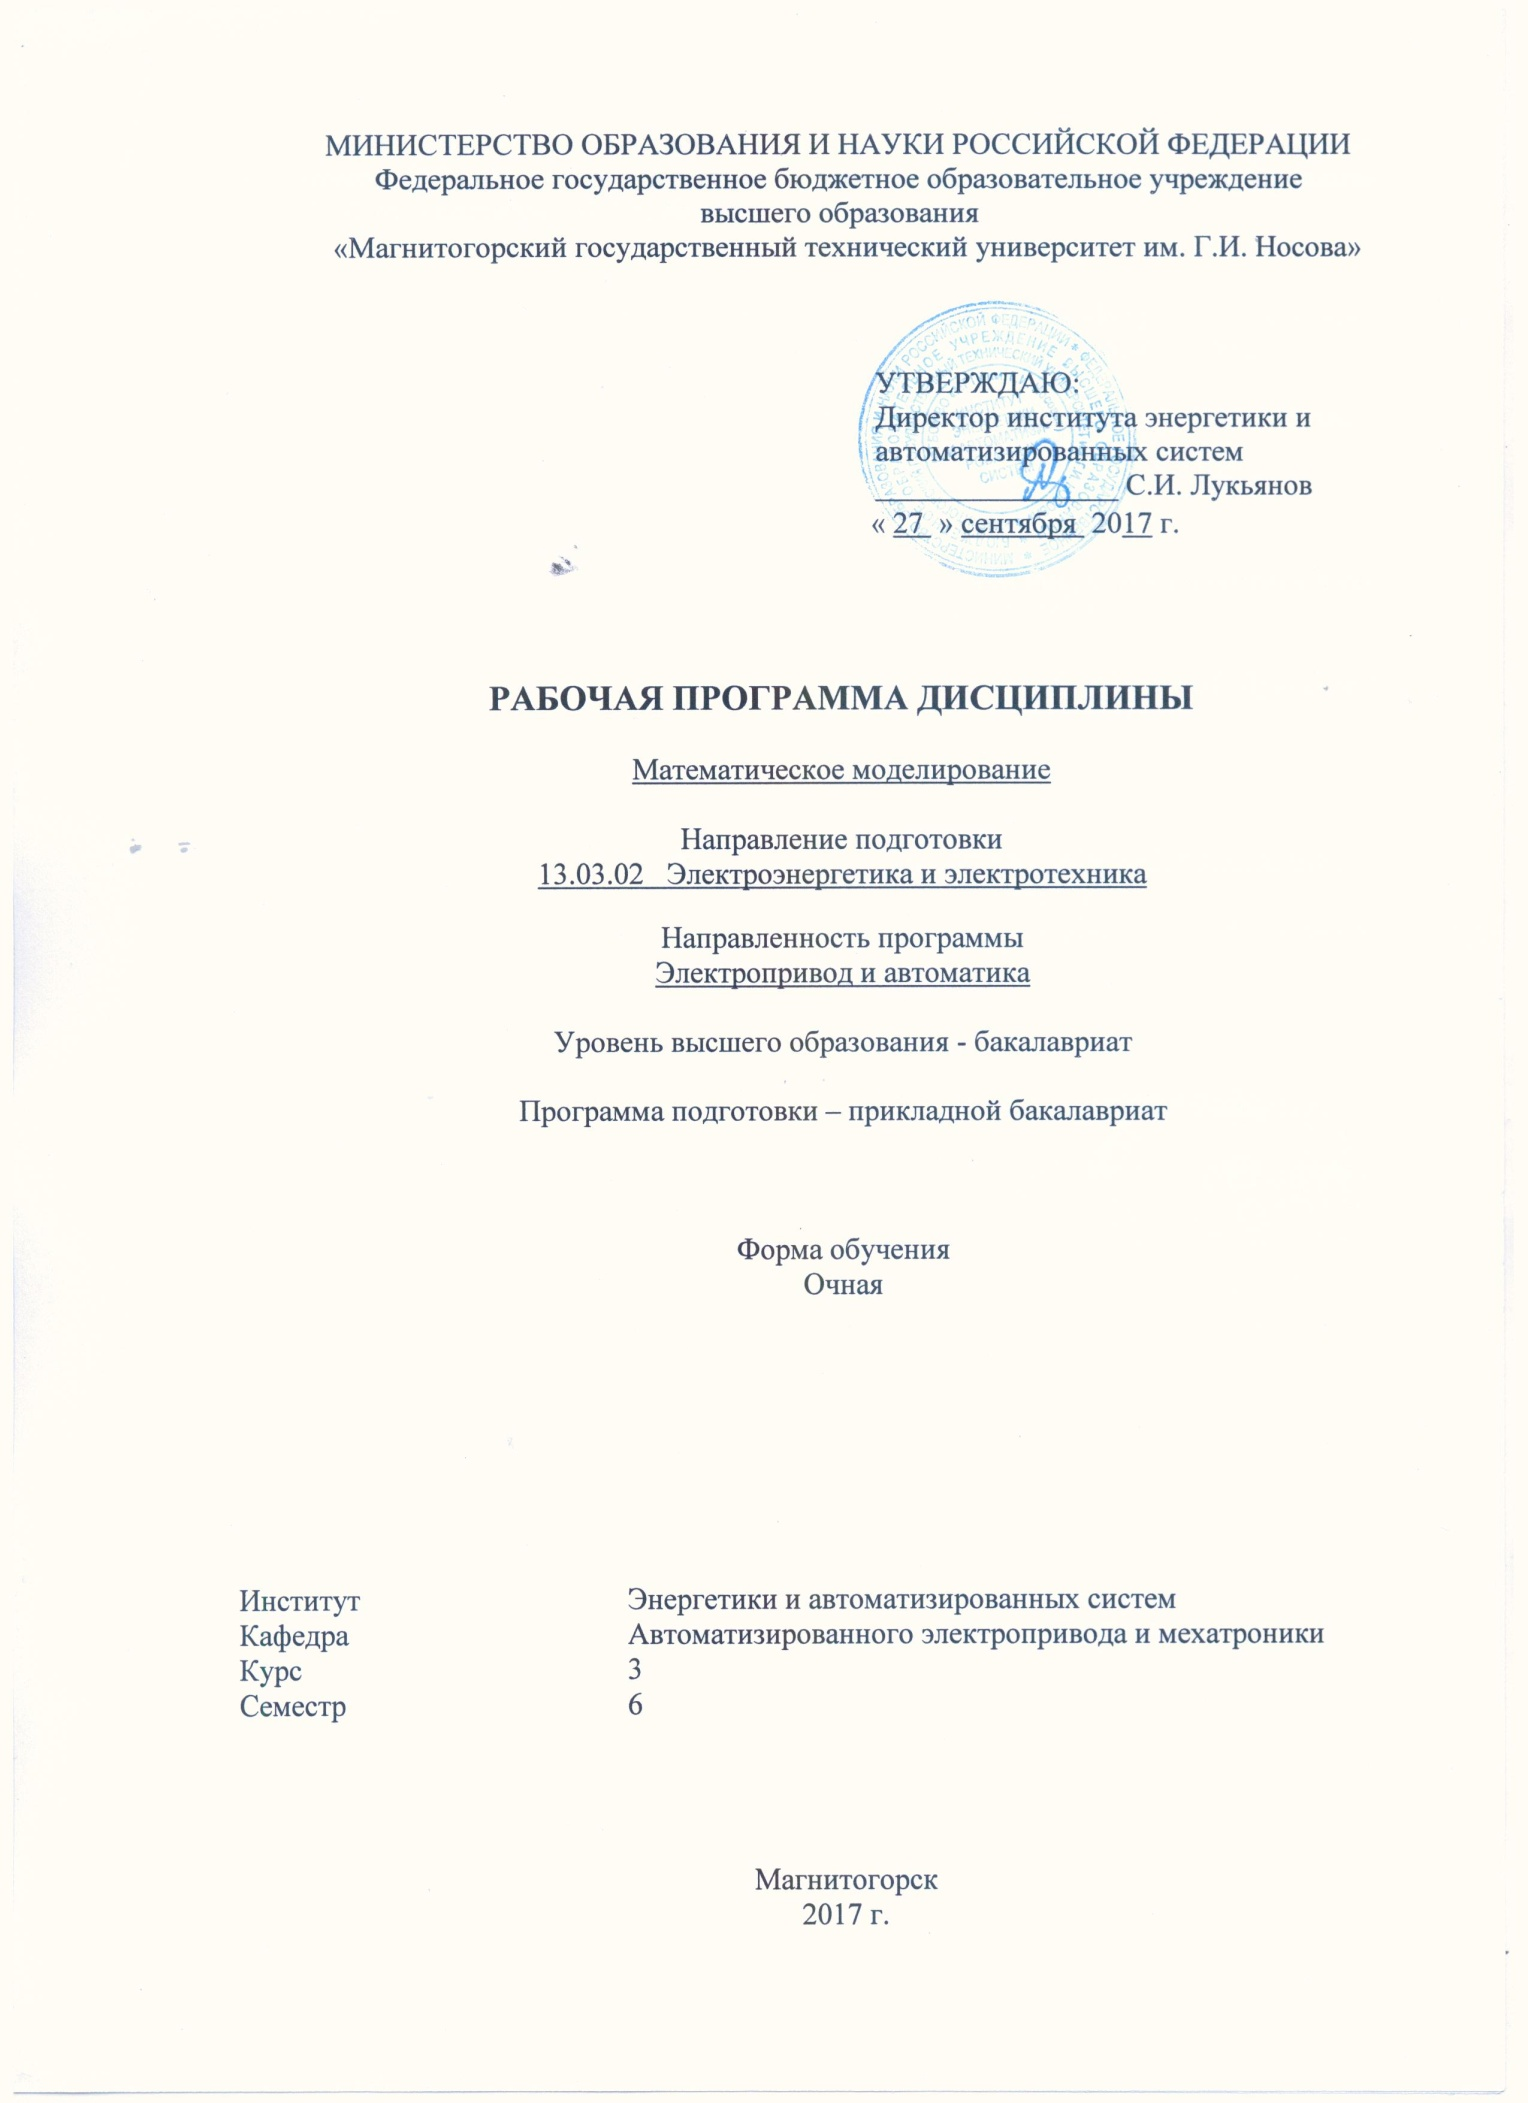 МИНИСТЕРСТВО ОБРАЗОВАНИЯ И НАУКИ РОССИЙСКОЙ ФЕДЕРАЦИИ
Федеральное государственное бюджетное образовательное учреждение
высшего образования
«Магнитогорский государственный технический университет им. Г.И. Носова»
УТВЕРЖДАЮ:
Директор института энергетики и
автоматизированных систем
С.И. Лукьянов
« 27 » сентября 2017 г.
РАБОЧАЯ ПРОГРАММА ДИСЦИПЛИНЫ
Математическое моделирование
Направление подготовки
13.03.02 Электроэнергетика и электротехника
Направленность программы
Электропривод и автоматика
Уровень высшего образования - бакалавриат
Программа подготовки – прикладной бакалавриат
Форма обучения
Очная
Институт Энергетики и автоматизированных систем
Кафедра Автоматизированного электропривода и мехатроники
Курс 3
Семестр 6
Магнитогорск
2017 г.